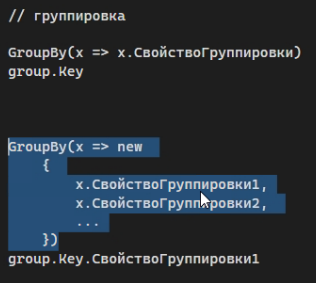 // группировка
GroupBy(x => x.СвойствоГруппировки)
group.Key
GroupBy(x => new
{
x.СвойствоГруппировки1,
x.СвойствоГруппировки2,
...
})
group.Key.СвойствоГруппировки1